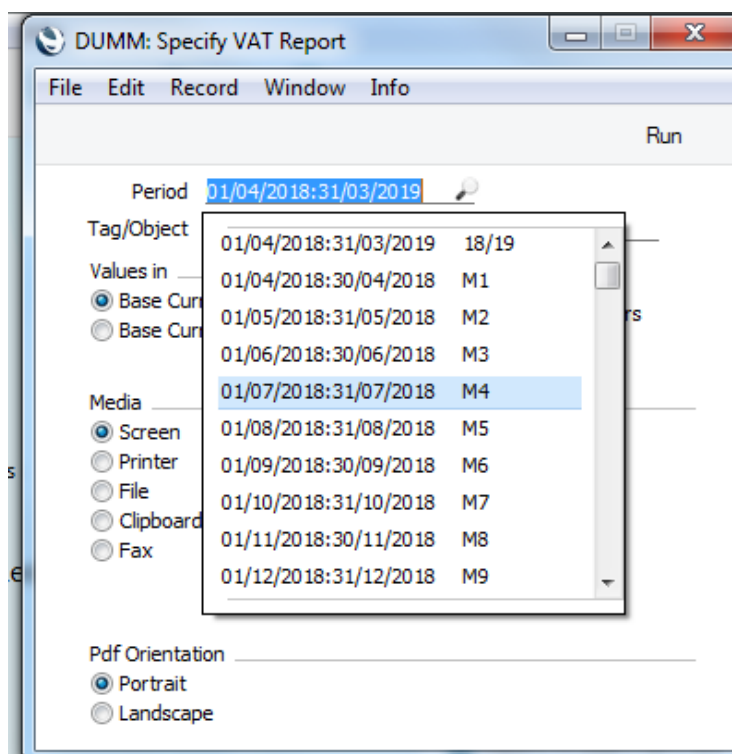 DUMM: Specify VAT Report
File Edit Record Window Info
Run
Period 01/04/2018:31/03/2019
Tag/Object
01/04/2018:31/03/2019 18/19
01/04/2018:30/04/2018 M1
01/05/2018:31/05/2018 M2
01/06/2018:30/06/2018 M3
01/07/2018:31/07/2018 M4
01/08/2018:31/08/2018 M5
01/09/2018:30/09/2018 M6
01/10/2018:31/10/2018 M7
01/11/2018:30/11/2018 M8
01/12/2018:31/12/2018 M9
Values in
Base Curr
rs
Base Curr
Media
Screen
Printer
s
File
Clipboard
Fax
Pdf Orientation
Portrait
Landscape